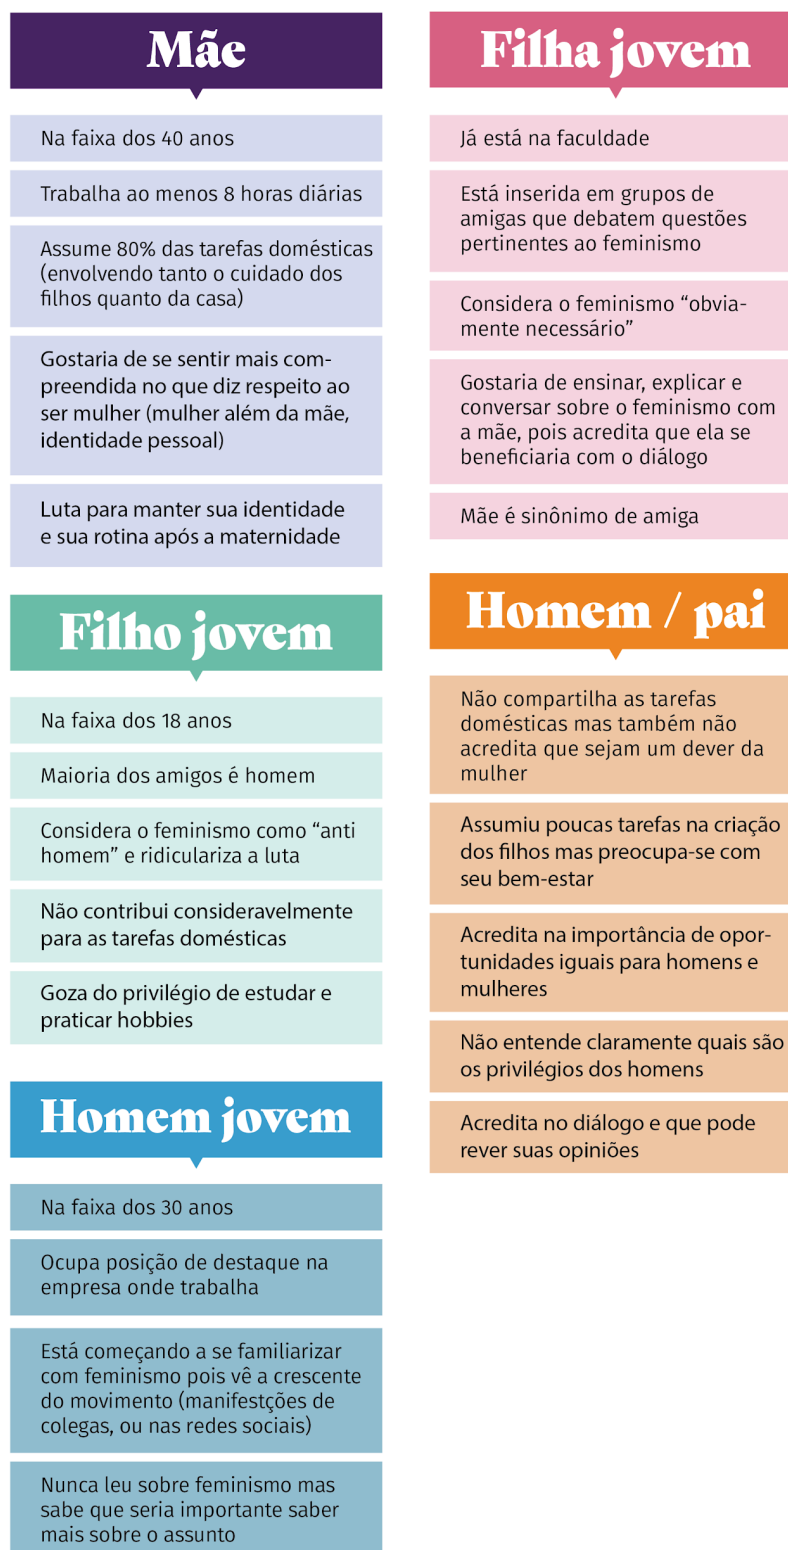 Mãe
Na faixa dos 40 anos
Trabalha ao menos 8 horas diárias
Assume 80% das tarefas domésticas
(envolvendo tanto o cuidado dos
filhos quanto da casa)
Gostaria de se sentir mais com-
preendida no que diz respeito ao
ser mulher (mulher além da mãe,
identidade pessoal)
Luta para manter sua identidade
e sua rotina após a maternidade
Filho jovem
Na faixa dos 18 anos
Maioria dos amigos é homem
Considera o feminismo como “anti
homem” e ridiculariza a luta
Não contribui consideravelmente
para as tarefas domésticas
Goza do privilégio de estudar e
praticar hobbies
Homem jovem
Na faixa dos 30 anos
Ocupa posição de destaque na
empresa onde trabalha
Está começando a se familiarizar
com feminismo pois vê a crescente
do movimento (manifestções de
colegas, ou nas redes sociais)
Nunca leu sobre feminismo mas
sabe que seria importante saber
mais sobre o assunto
Filha jovem
Já está na faculdade
Está inserida em grupos de
amigas que debatem questões
pertinentes ao feminismo
Considera o feminismo “obvia-
mente necessário”
Gostaria de ensinar, explicar e
conversar sobre o feminismo com
a mãe, pois acredita que ela se
beneficiaria com o diálogo
Mãe é sinônimo de amiga
Homem / pai
Não compartilha as tarefas
domésticas mas também não
acredita que sejam um dever da
mulher
Assumiu poucas tarefas na criação
dos filhos mas preocupa-se com
seu bem-estar
Acredita na importância de opor-
tunidades iguais para homens e
mulheres
Não entende claramente quais são
os privilégios dos homens
Acredita no diálogo e que pode
rever suas opiniões